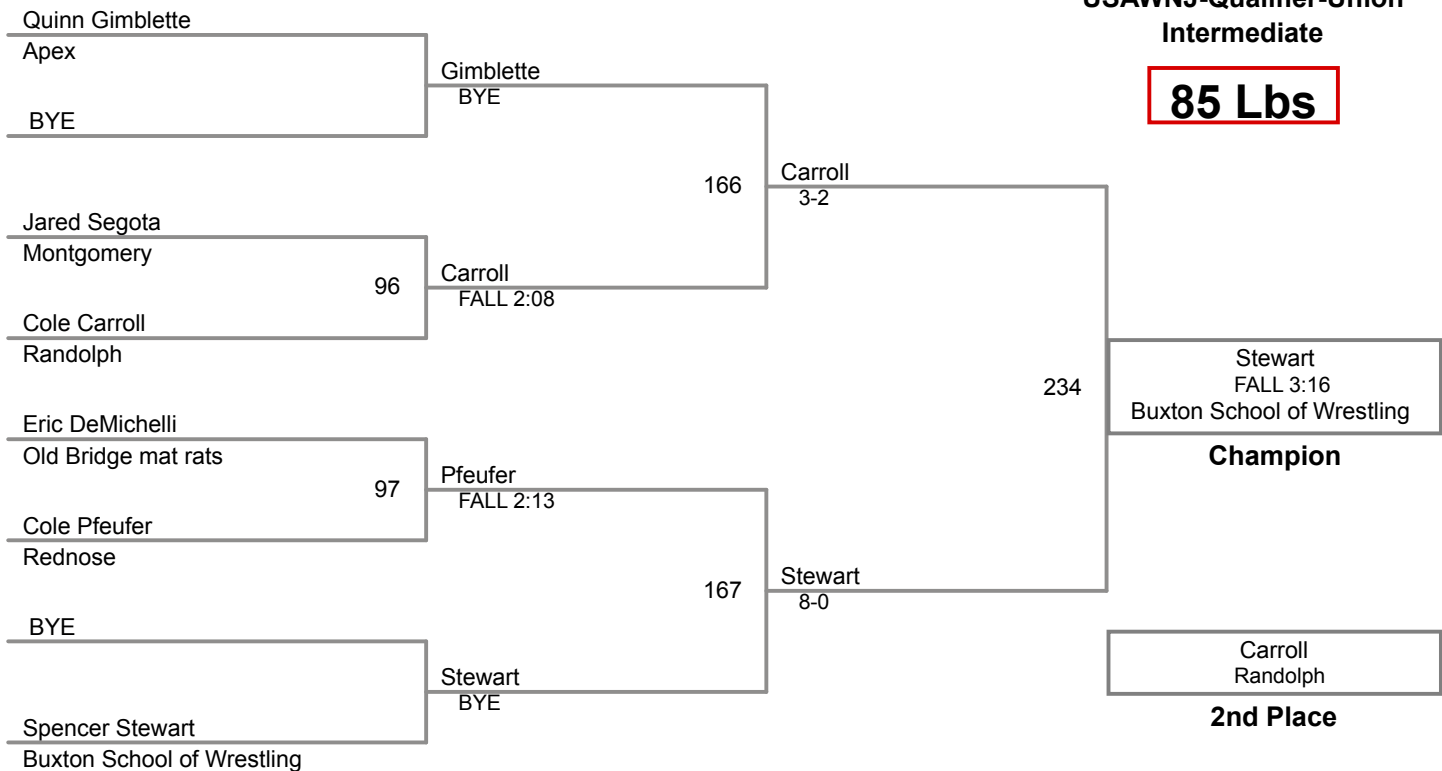 USAWNJ-Qualifier-Union
Intermediate
85 Lbs
Quinn Gimblette
Apex
BYE
Gimblette
BYE
Jared Segota
Montgomery
96
Cole Carroll
Randolph
Carroll
FALL 2:08
166
Carroll
3-2
Eric DeMichelli
Old Bridge mat rats
97
Cole Pfeufer
Rednose
Pfeufer
FALL 2:13
BYE
Spencer Stewart
Buxton School of Wrestling
Stewart
BYE
167
Stewart
8-0
234
Stewart
FALL 3:16
Buxton School of Wrestling
Champion
Carroll
Randolph
2nd Place